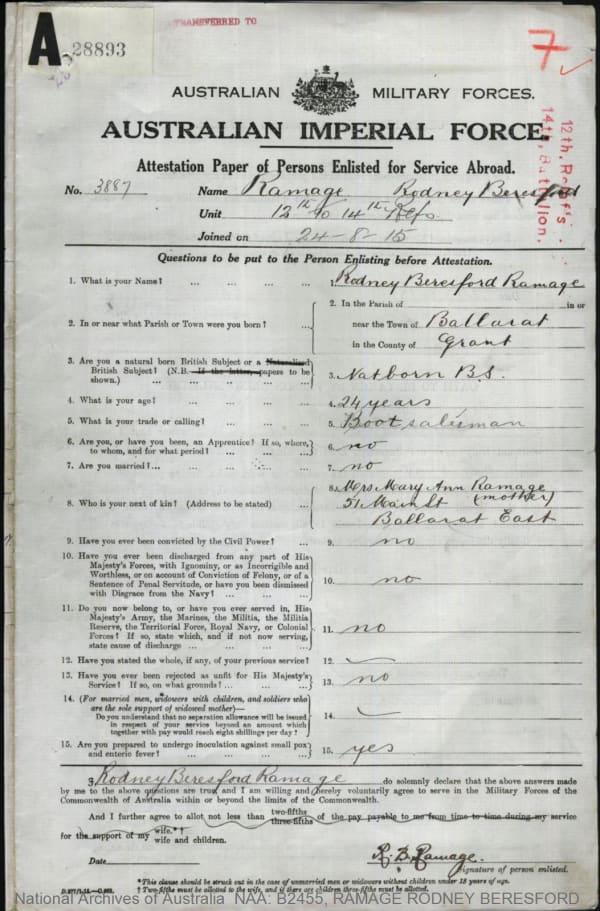 TRANSFERRED TO
A 28893
7
AUSTRALIAN MILITARY FORCES.
AUSTRALIAN IMPERIAL FORCE.
12th. Reinf's
14th. Battalion.
Attestation Paper of Persons Enlisted for Service Abroad.
No. 3887 Name Ramage Rodney Beresford
Unit 12th to 14th Refs.
Joined on 24-8-15
Questions to be put to the Person Enlisting before Attestation.
1. What is your Name? ... ... ... ... 1. Rodney Beresford Ramage
2. In the Parish of in or
2. In or near what Parish or Town were you born? ... near the Town of Ballarat
in the County of Grant
3. Are you a natural born British Subject or a Naturalised
British Subject? (N.B.—If the latter, papers to be
shown.) ... ... ... ... ... 3. Natborn B.S.
4. What is your age? ... ... ... ... 4. 24 years
5. What is your trade or calling? ... ... ... 5. Boot salesman
6. Are you, or have you been, an Apprentice? If so, where,
to whom, and for what period? ... ... ... 6. no
7. Are you married?... ... ... ... 7. no
8. Mrs Mary Ann Ramage
8. Who is your next of kin? (Address to be stated) ... 51 Main St (mother)
Ballarat East
9. Have you ever been convicted by the Civil Power? ... 9. no
10. Have you ever been discharged from any part of His
Majesty's Forces, with Ignominy, or as Incorrigible and
Worthless, or on account of Conviction of Felony, or of a
Sentence of Penal Servitude, or have you been dismissed
with Disgrace from the Navy? ... ... ... 10. no
11. Do you now belong to, or have you ever served in, His
Majesty's Army, the Marines, the Militia, the Militia
Reserve, the Territorial Force, Royal Navy, or Colonial
Forces? If so, state which, and if not now serving,
state cause of discharge ... ... ... 11. no
12. Have you stated the whole, if any, of your previous service? 12.
13. Have you ever been rejected as unfit for His Majesty's
Service? If so, on what grounds? ... ... ... 13. no
14. (For married men, widowers with children, and soldiers who
are the sole support of widowed mother)—
Do you understand that no separation allowance will be issued
in respect of your service beyond an amount which
together with pay would reach eight shillings per day? 14.
15. Are you prepared to undergo inoculation against small pox
and enteric fever? ... ... ... ... 15. yes
I, Rodney Beresford Ramage do solemnly declare that the above answers made
by me to the above questions are true, and I am willing and hereby voluntarily agree to serve in the Military Forces of the
Commonwealth of Australia within or beyond the limits of the Commonwealth.
And I further agree to allot not less than two-fifths three-fifths of the pay payable to me from time to time during my service
for the support of my wife.*† wife and children.
Date R. B. Ramage.
Signature of person enlisted.
*This clause should be struck out in the case of unmarried men or widowers without children under 18 years of age.
† Two-fifths must be allotted to the wife, and if there are children three-fifths must be allotted.
National Archives of Australia NAA: B2455, RAMAGE RODNEY BERESFORD